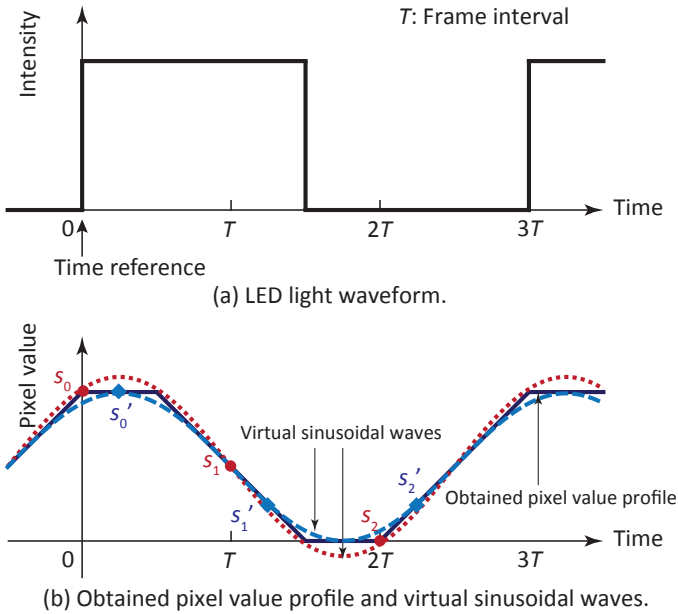 T: Frame interval
Intensity
0
T
2T
3T
Time
Time reference
(a) LED light waveform.
Pixel value
s₀
s₀'
Virtual sinusoidal waves
s₁
s₂'
s₁'
s₂
Obtained pixel value profile
0
T
2T
3T
Time
(b) Obtained pixel value profile and virtual sinusoidal waves.